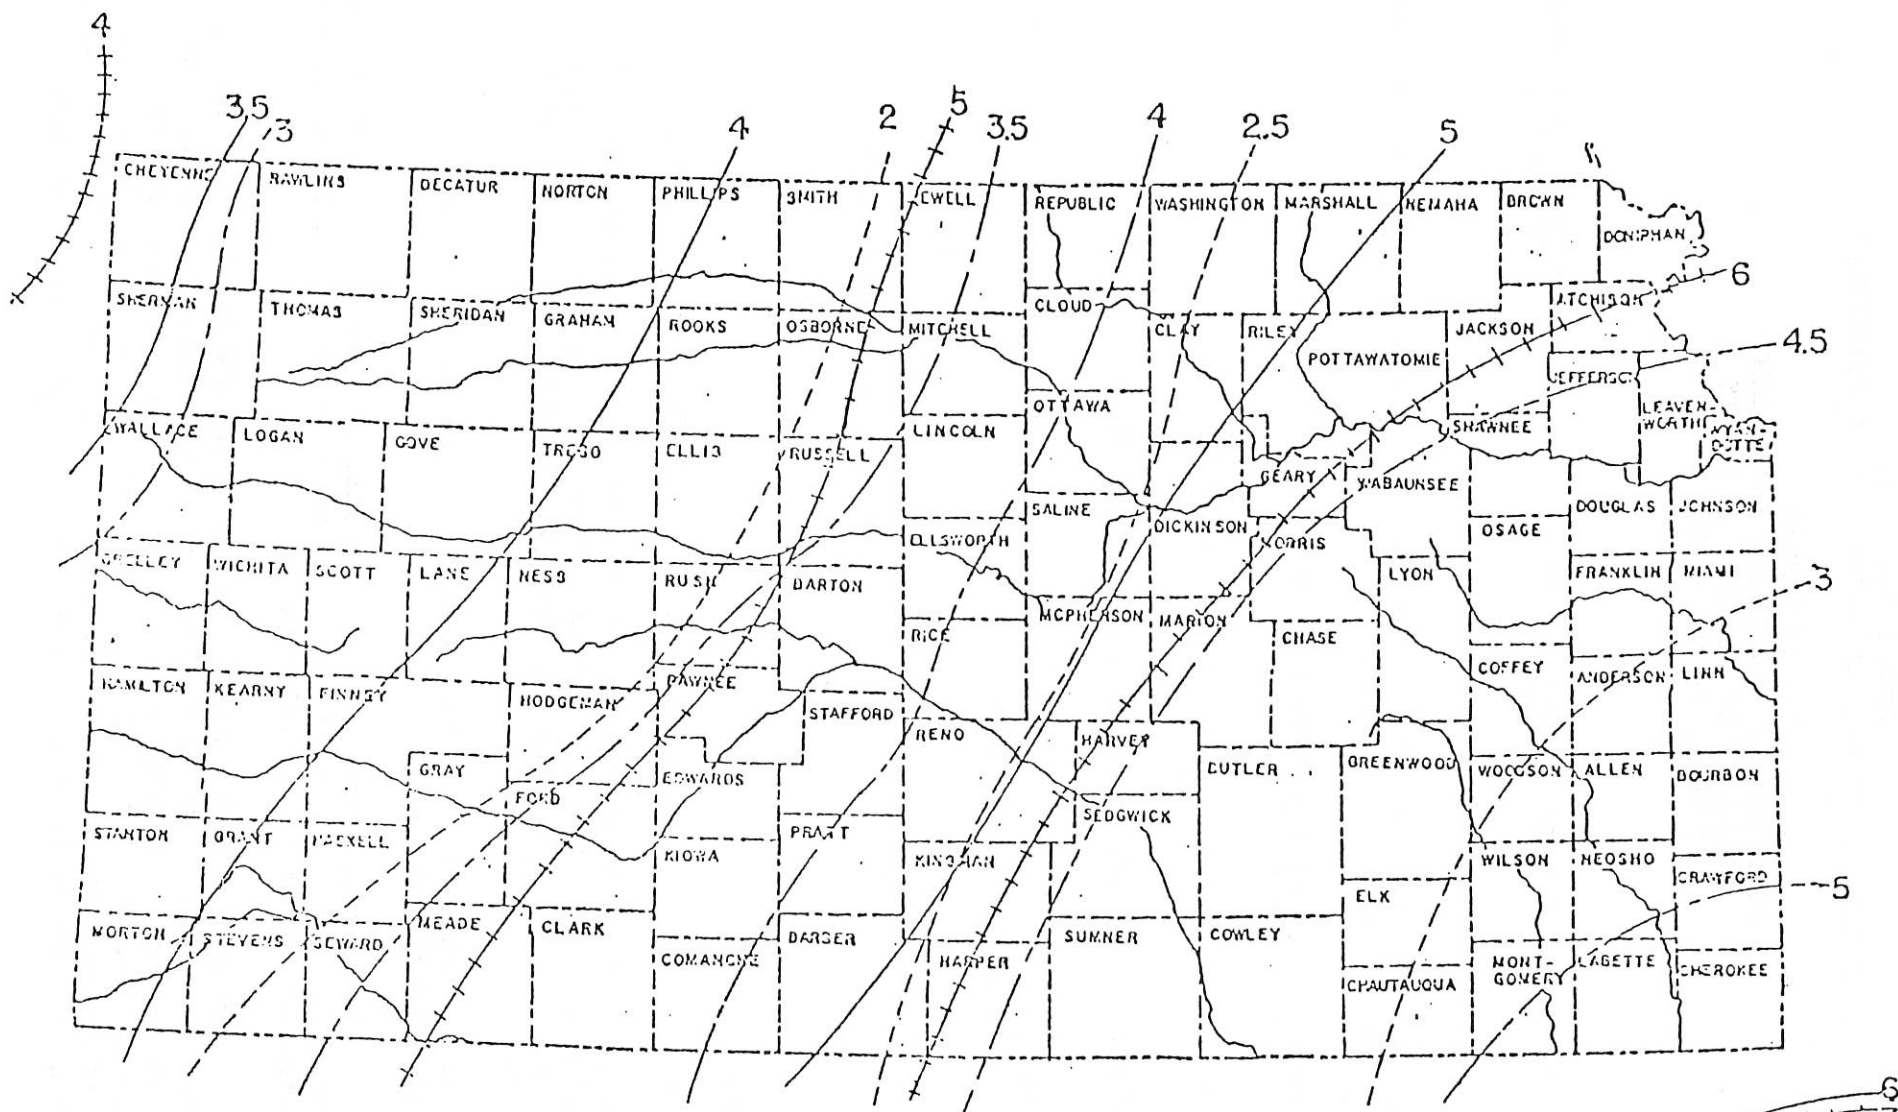 4
3.5
3
4
2
5
3.5
4
2.5
5
CHEYENNE RAWLINS DECATUR NORTON PHILLIPS SMITH JEWELL REPUBLIC WASHINGTON MARSHALL NEMAHA BROWN
DONIPHAN
6
SHERMAN THOMAS SHERIDAN GRAHAM ROOKS OSBORNE MITCHELL CLOUD CLAY RILEY POTTAWATOMIE JACKSON ATCHISON
4.5
JEFFERSON
WALLACE LOGAN GOVE TREGO ELLIS RUSSELL LINCOLN OTTAWA SHAWNEE LEAVEN-
WORTH WYAN-
DOTTE
GEARY WABAUNSEE
SALINE DICKINSON OSAGE DOUGLAS JOHNSON
GREELEY WICHITA SCOTT LANE NESS RUSH BARTON ELLSWORTH MORRIS LYON FRANKLIN MIAMI
3
RICE MCPHERSON MARION CHASE
HAMILTON KEARNY FINNEY HODGEMAN PAWNEE STAFFORD COFFEY ANDERSON LINN
RENO HARVEY
GRAY FORD EDWARDS BUTLER GREENWOOD WOODSON ALLEN BOURBON
STANTON GRANT HASKELL PRATT SEDGWICK
KIOWA KINGMAN WILSON NEOSHO CRAWFORD
5
ELK
MORTON STEVENS SEWARD MEADE CLARK BARBER SUMNER COWLEY
COMANCHE HARPER MONT-
GOMERY LABETTE CHEROKEE
CHAUTAUQUA
6